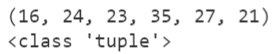 (16, 24, 23, 35, 27, 21)
<class 'tuple'>